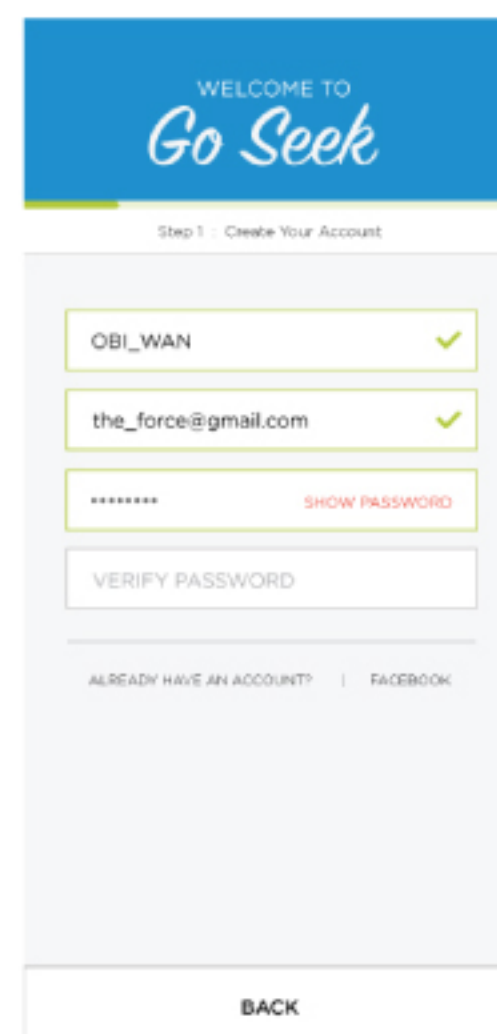 WELCOME TO
Go Seek
Step 1 : Create Your Account
OBI_WAN
the_force@gmail.com
•••••••• SHOW PASSWORD
VERIFY PASSWORD
ALREADY HAVE AN ACCOUNT? | FACEBOOK
BACK